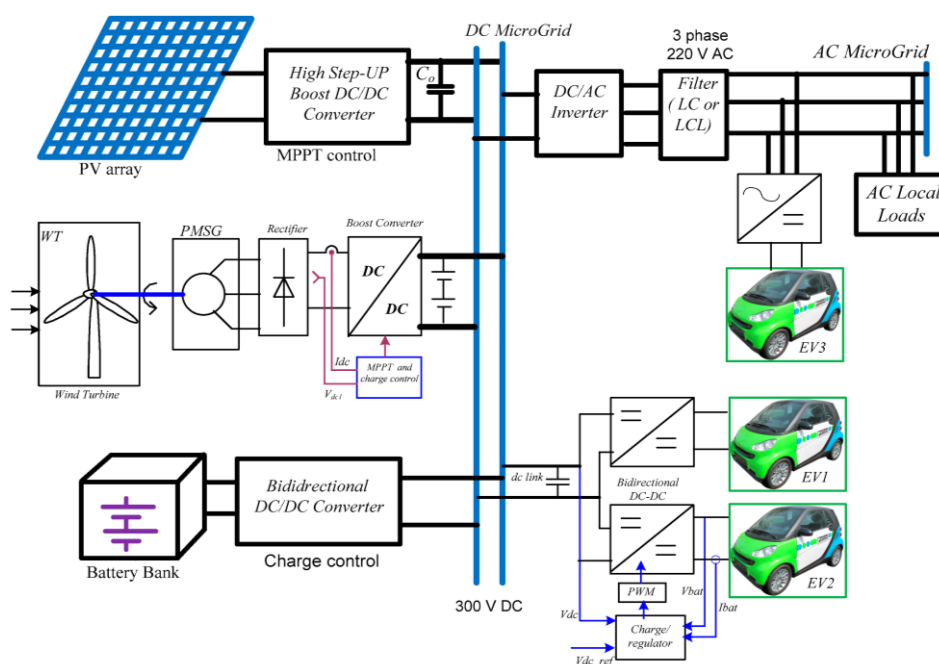 DC MicroGrid
3 phase
220 V AC
AC MicroGrid
High Step-UP
Boost DC/DC
Converter
Co
DC/AC
Inverter
Filter
( LC or
LCL)
MPPT control
PV array
AC Local
Loads
WT
PMSG
Rectifier
Boost Converter
DC
DC
Idc
Vdc1
MPPT and
charge control
Wind Turbine
EV3
Bididrectional
DC/DC Converter
Battery Bank
Charge control
300 V DC
dc link
Bidirectional
DC-DC
EV1
EV2
PWM
Vbat
Ibat
Vdc
Charge/
regulator
Vdc_ref